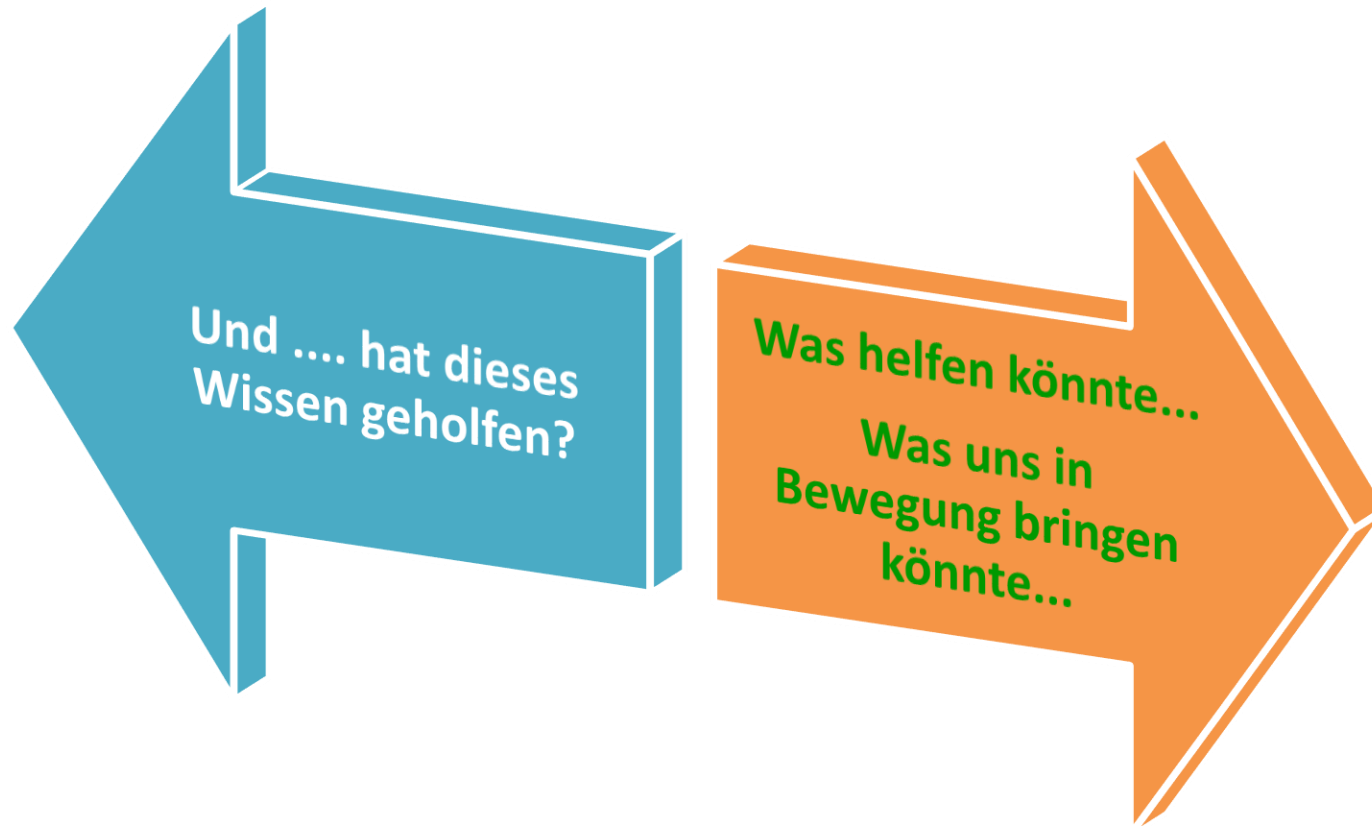 Und .... hat dieses
Wissen geholfen?
Was helfen könnte...
Was uns in
Bewegung bringen
könnte...